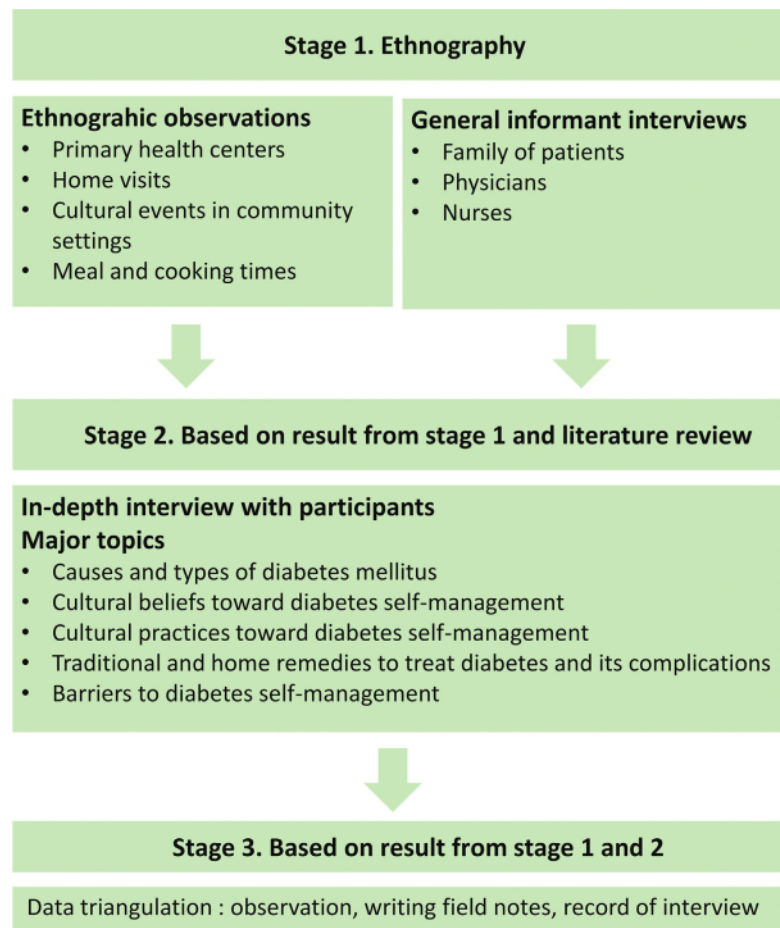 Stage 1. Ethnography
Ethnograhic observations
• Primary health centers
• Home visits
• Cultural events in community
settings
• Meal and cooking times
General informant interviews
• Family of patients
• Physicians
• Nurses
Stage 2. Based on result from stage 1 and literature review
In-depth interview with participants
Major topics
• Causes and types of diabetes mellitus
• Cultural beliefs toward diabetes self-management
• Cultural practices toward diabetes self-management
• Traditional and home remedies to treat diabetes and its complications
• Barriers to diabetes self-management
Stage 3. Based on result from stage 1 and 2
Data triangulation : observation, writing field notes, record of interview